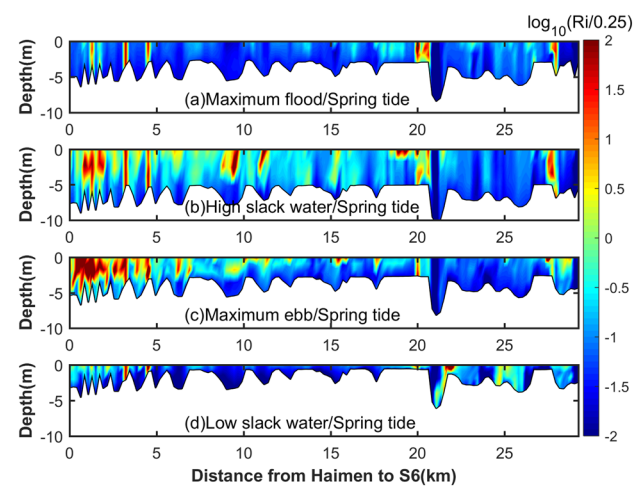 log10(Ri/0.25)
Depth(m)
0
-5
-10
(a)Maximum flood/Spring tide
0 5 10 15 20 25
Depth(m)
0
-5
-10
(b)High slack water/Spring tide
0 5 10 15 20 25
Depth(m)
0
-5
-10
(c)Maximum ebb/Spring tide
0 5 10 15 20 25
Depth(m)
0
-5
-10
(d)Low slack water/Spring tide
0 5 10 15 20 25
Distance from Haimen to S6(km)
2
1.5
1
0.5
0
-0.5
-1
-1.5
-2